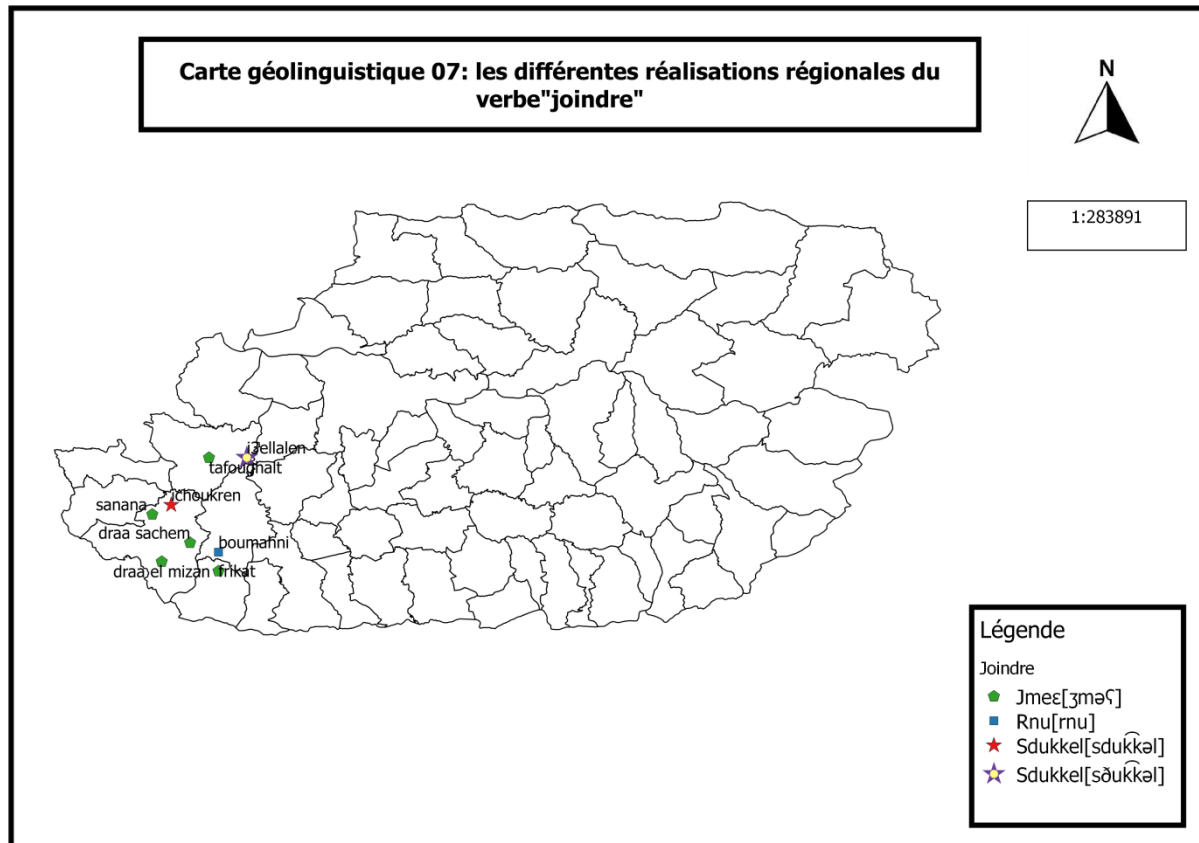 Carte géolinguistique 07: les différentes réalisations régionales du
verbe"joindre"
N
1:283891
tafoughalt
ichoukren
sanana
draa sachem
boumahni
draa el mizan
frikat
Légende
Joindre
Jmeɛ[ʒməʕ]
Rnu[rnu]
Sdukkel[sduk͡kəl]
Sdukkel[sðuk͡kəl]